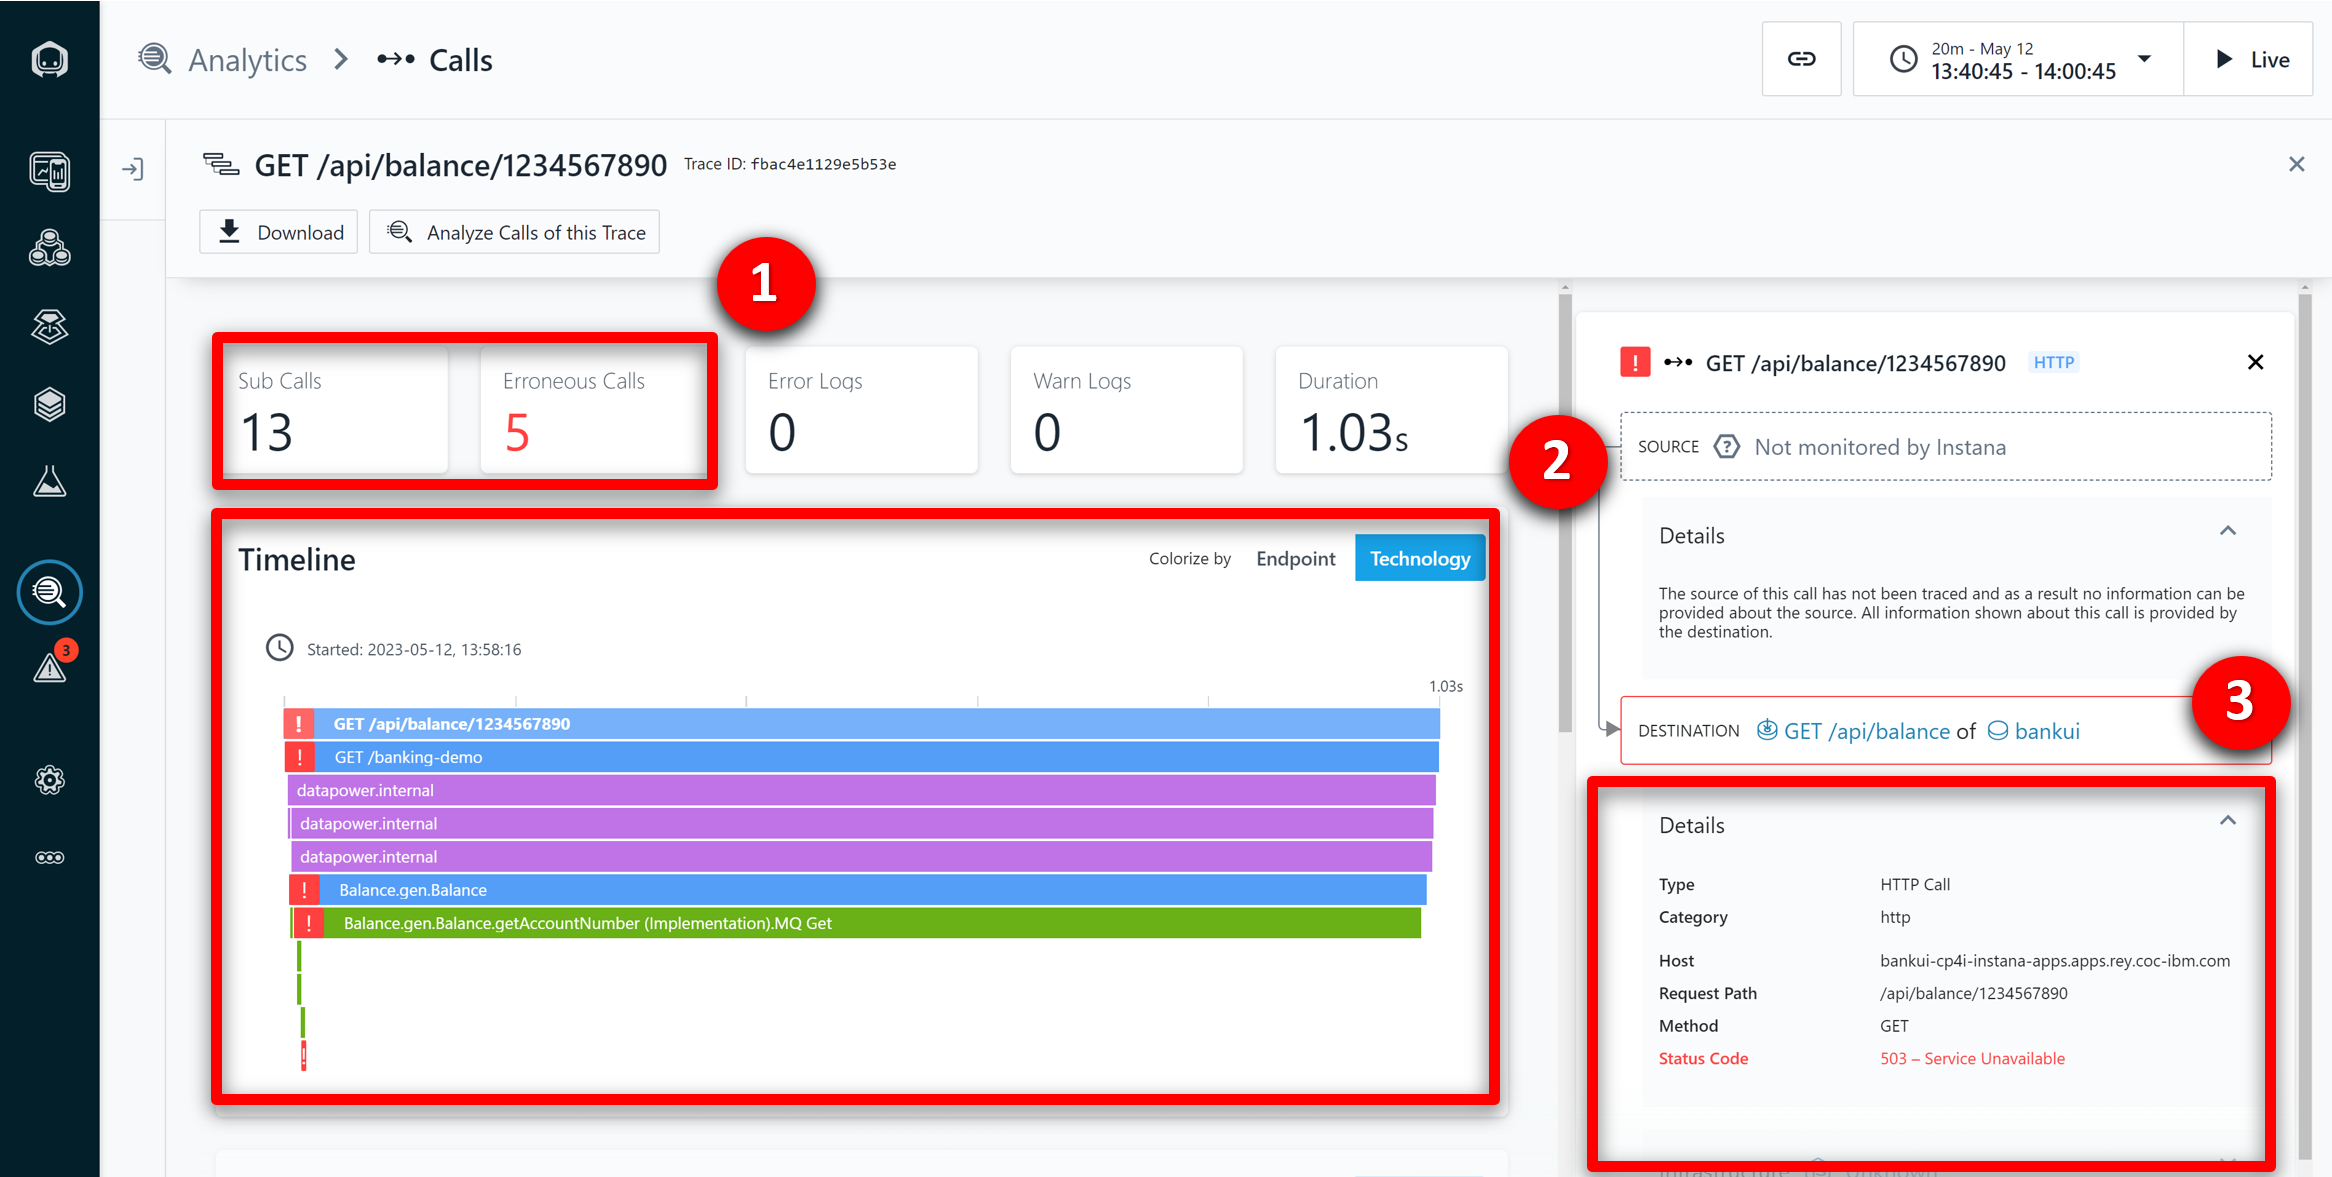 Analytics > Calls
20m - May 12
13:40:45 - 14:00:45
Live
GET /api/balance/1234567890 Trace ID: fbac4e1129e5b53e
Download
Analyze Calls of this Trace
1
Sub Calls
13
Erroneous Calls
5
Error Logs
0
Warn Logs
0
Duration
1.03s
Timeline
Colorize by Endpoint Technology
Started: 2023-05-12, 13:58:16
1.03s
! GET /api/balance/1234567890
! GET /banking-demo
datapower.internal
datapower.internal
datapower.internal
! Balance.gen.Balance
! Balance.gen.Balance.getAccountNumber (Implementation).MQ Get
!
3
2
! GET /api/balance/1234567890 HTTP
SOURCE ? Not monitored by Instana
Details
The source of this call has not been traced and as a result no information can be
provided about the source. All information shown about this call is provided by
the destination.
3
DESTINATION GET /api/balance of bankui
Details
Type HTTP Call
Category http
Host bankui-cp4i-instana-apps.apps.rey.coc-ibm.com
Request Path /api/balance/1234567890
Method GET
Status Code 503 – Service Unavailable